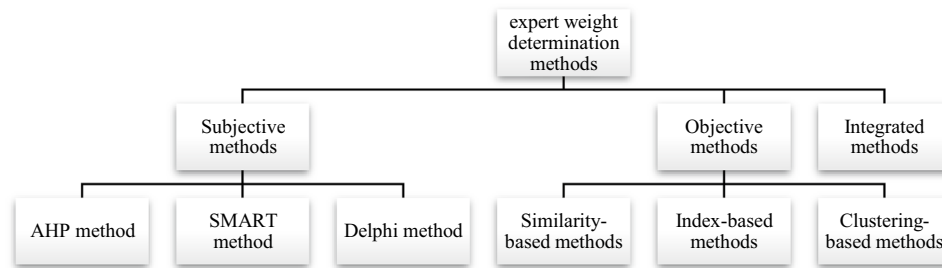 expert weight
determination
methods
Subjective
methods
Objective
methods
Integrated
methods
AHP method
SMART
method
Delphi method
Similarity-
based methods
Index-based
methods
Clustering-
based methods